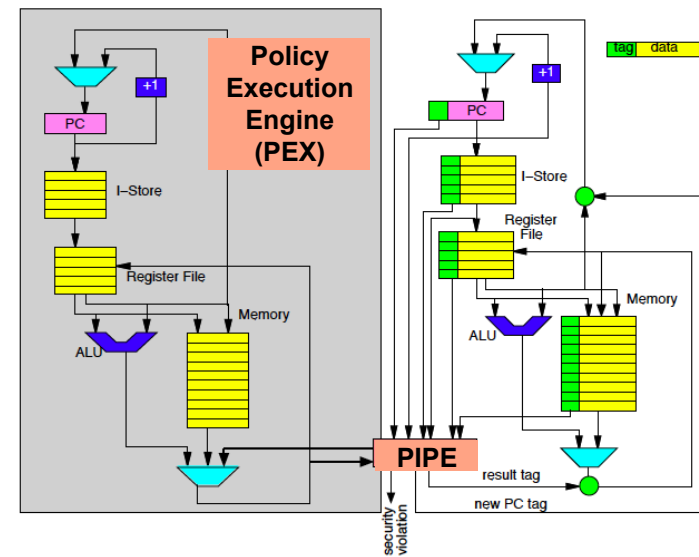 Policy
Execution
Engine
(PEX)
+1
PC
I–Store
Register File
ALU
Memory
tag data
+1
PC
I–Store
Register
File
Memory
ALU
PIPE
result tag
new PC tag
security
violation